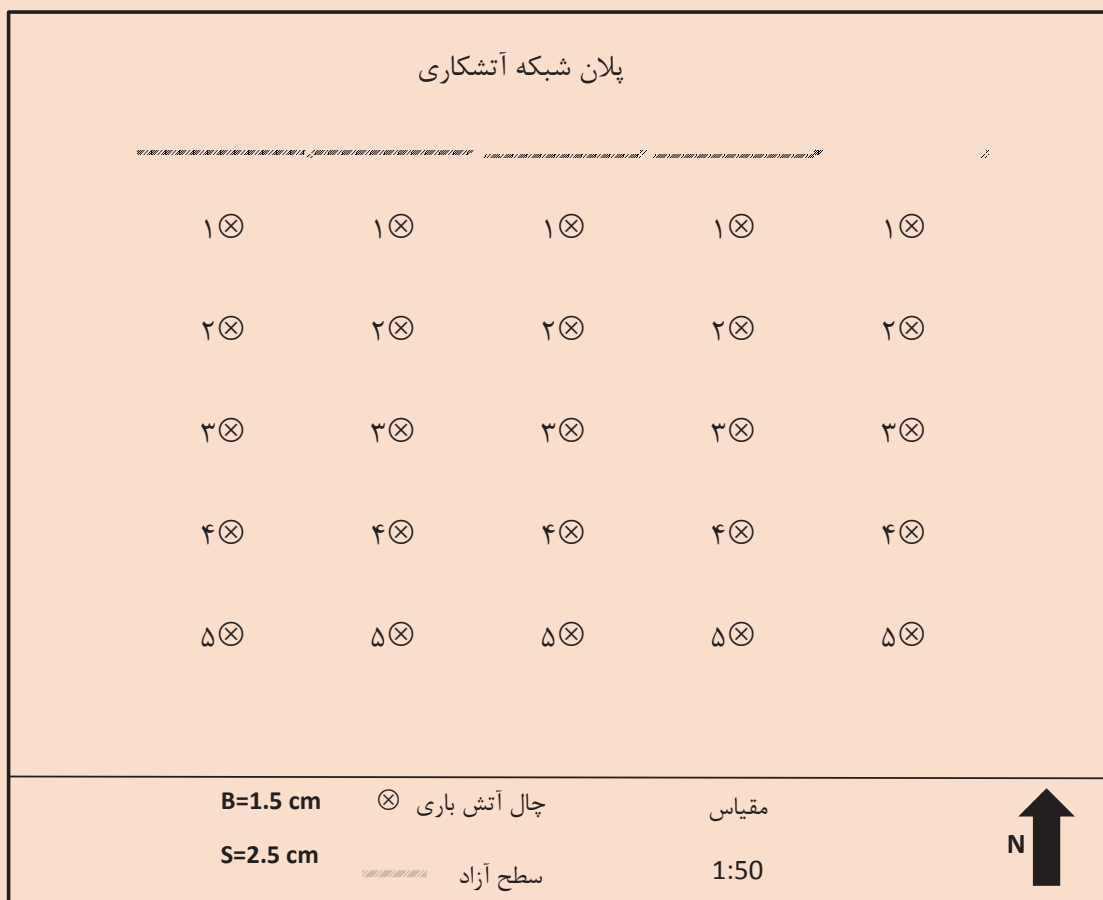 پلان شبکه آتشکاری
۱ ۱ ۱ ۱ ۱
۲ ۲ ۲ ۲ ۲
۳ ۳ ۳ ۳ ۳
۴ ۴ ۴ ۴ ۴
۵ ۵ ۵ ۵ ۵
B=1.5 cm
S=2.5 cm
چال آتش باری
سطح آزاد
مقیاس
1:50
N